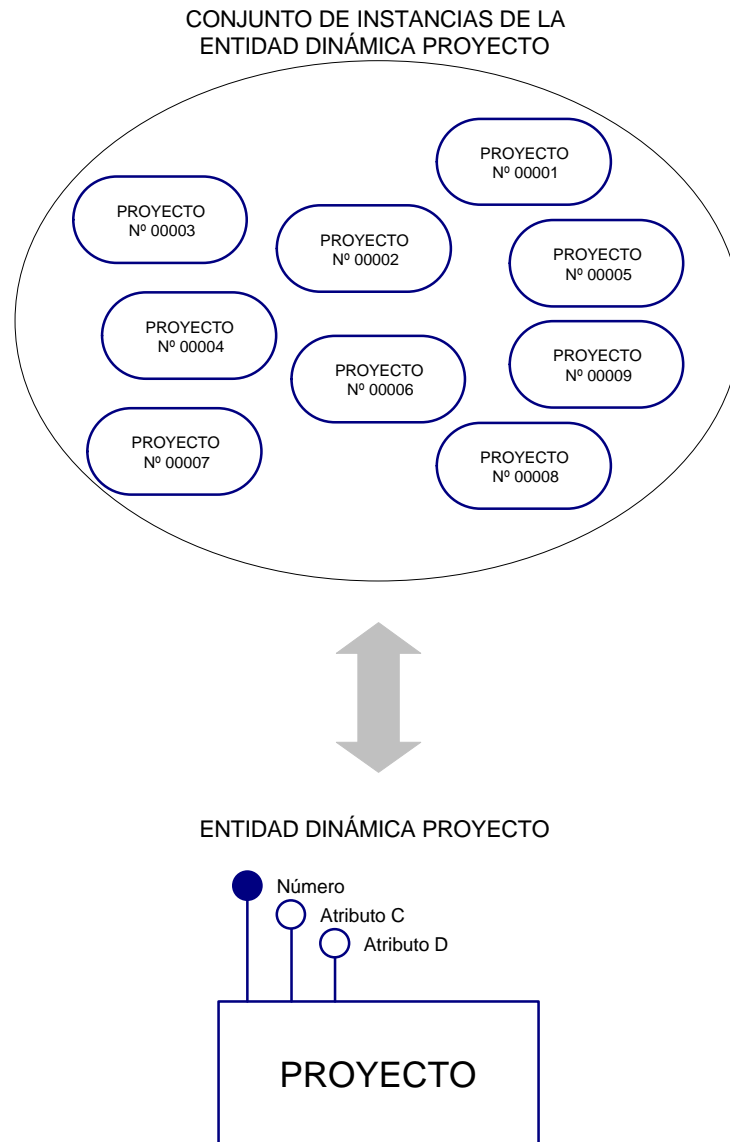 CONJUNTO DE INSTANCIAS DE LA
ENTIDAD DINÁMICA PROYECTO
PROYECTO
Nº 00001
PROYECTO
Nº 00003
PROYECTO
Nº 00002
PROYECTO
Nº 00005
PROYECTO
Nº 00004
PROYECTO
Nº 00006
PROYECTO
Nº 00009
PROYECTO
Nº 00007
PROYECTO
Nº 00008
ENTIDAD DINÁMICA PROYECTO
Número
Atributo C
Atributo D
PROYECTO